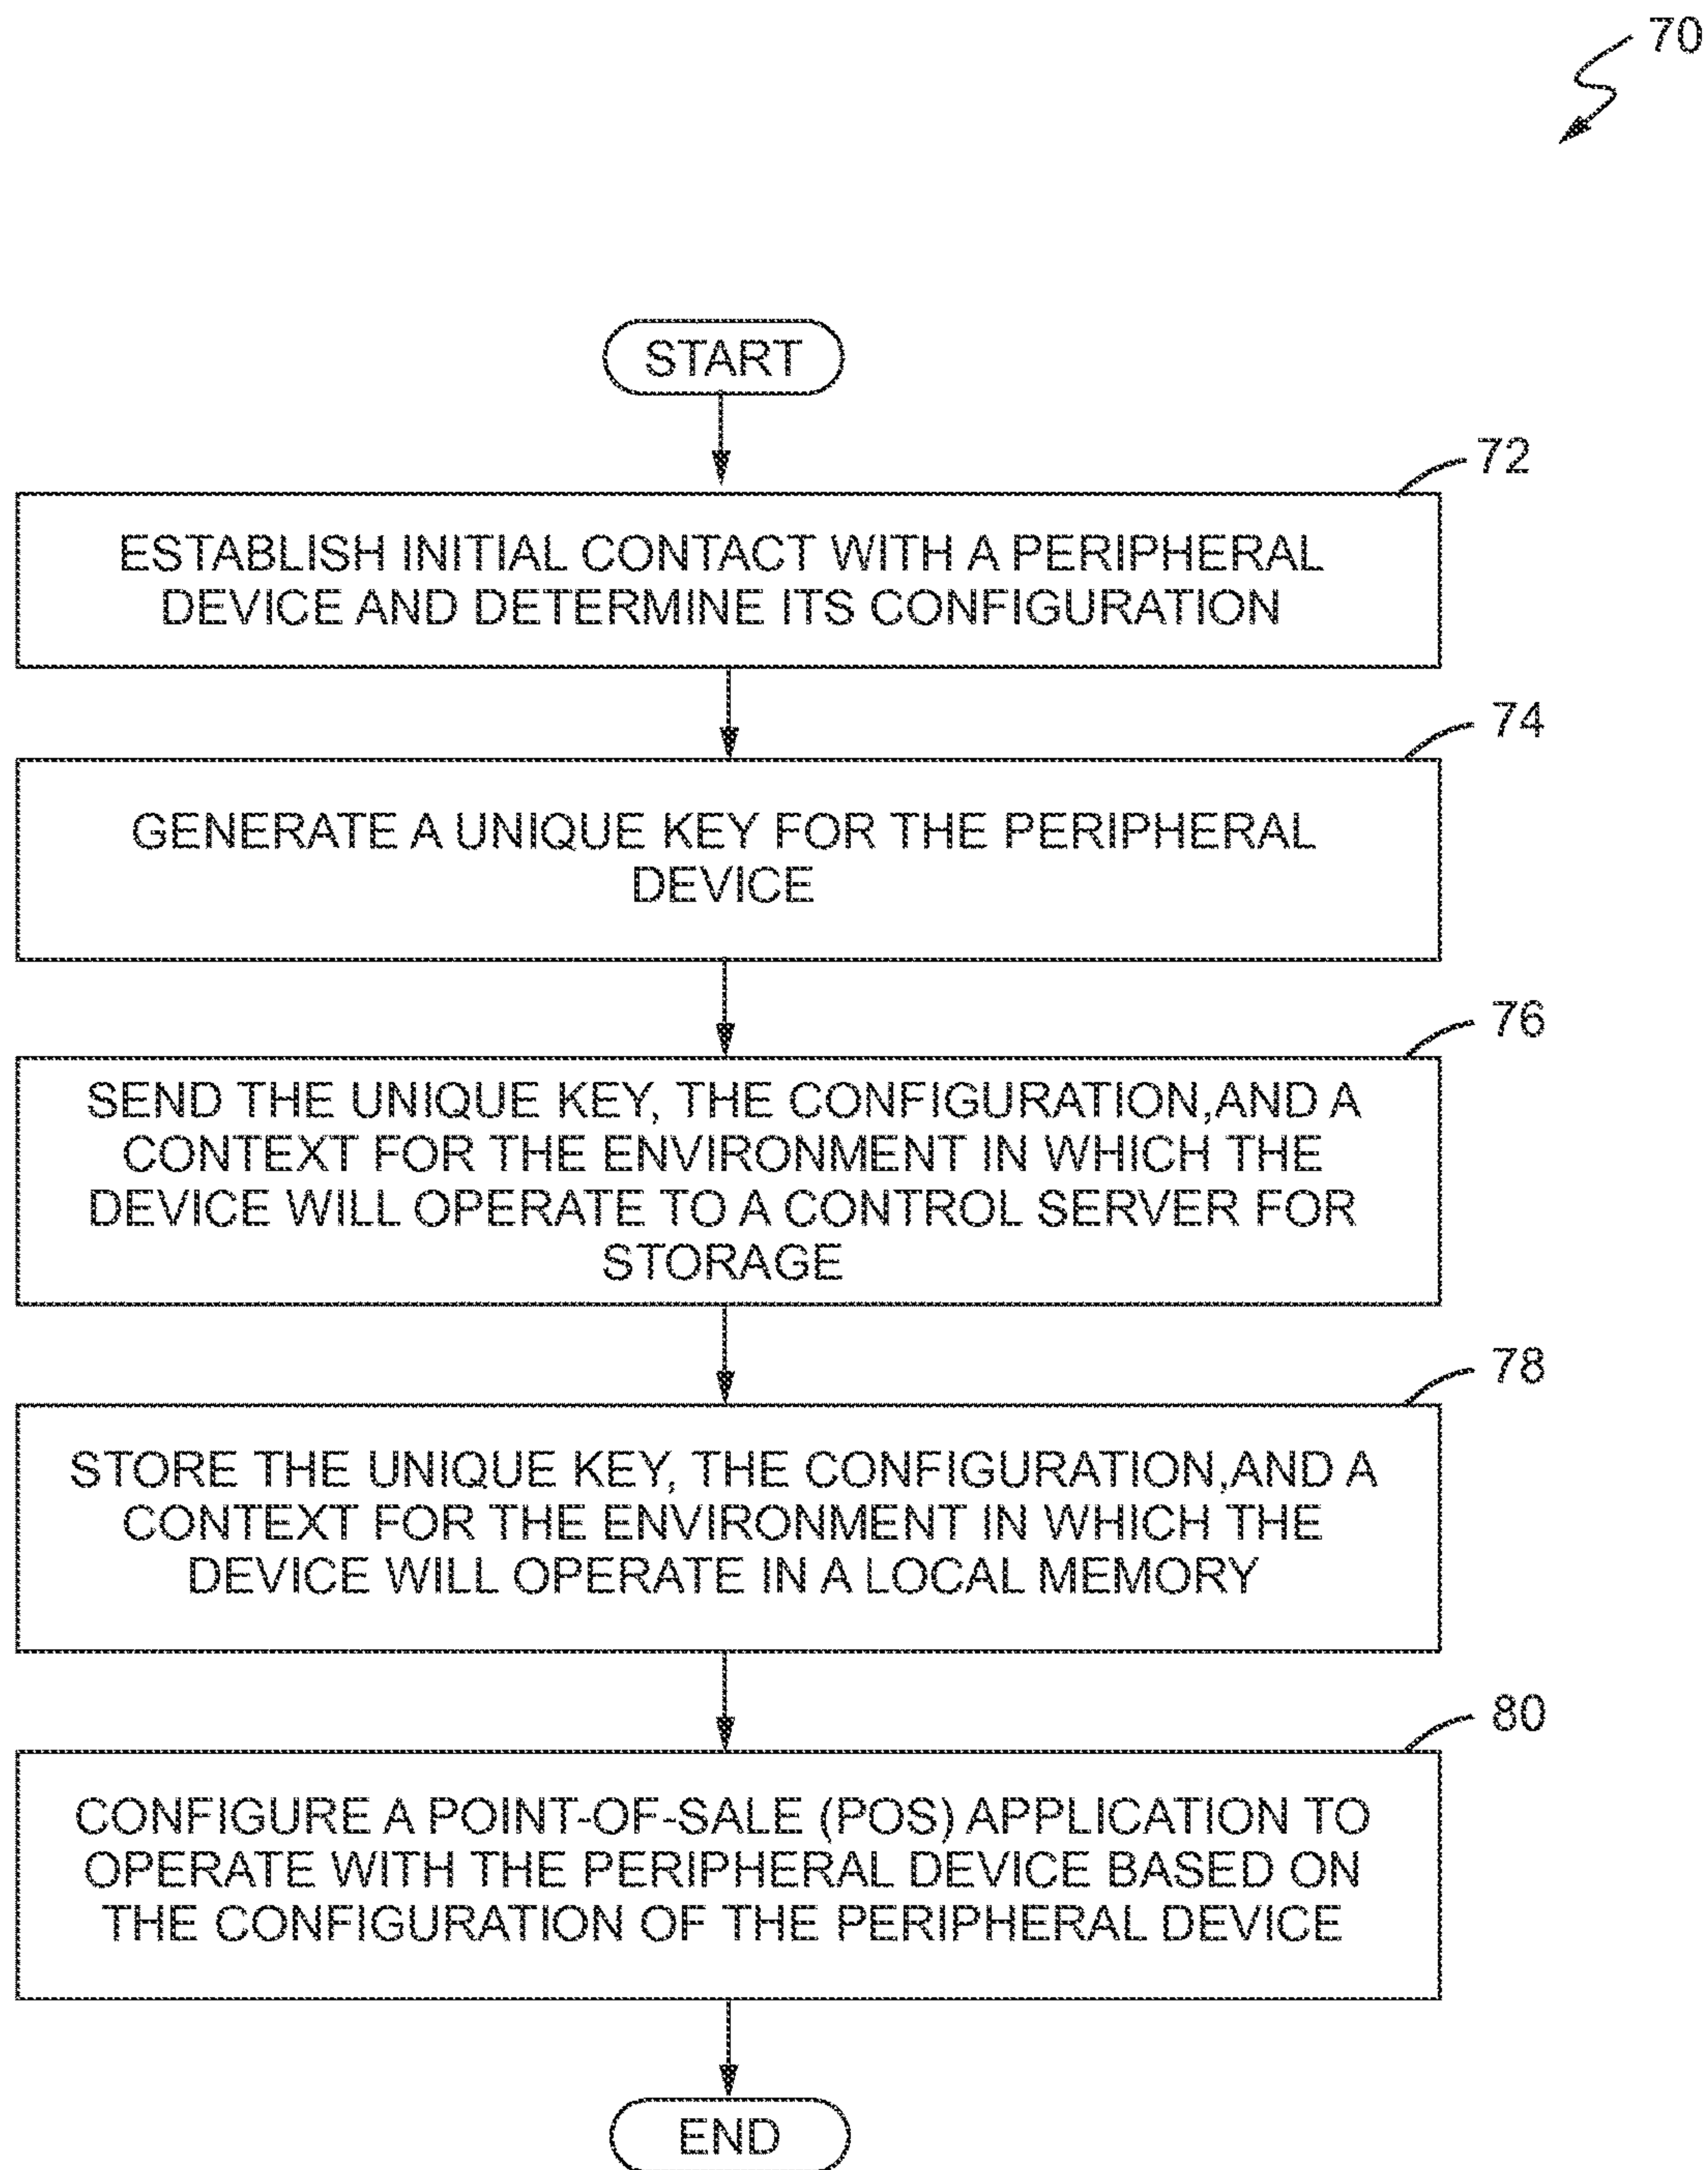 70
START
72
ESTABLISH INITIAL CONTACT WITH A PERIPHERAL
DEVICE AND DETERMINE ITS CONFIGURATION
74
GENERATE A UNIQUE KEY FOR THE PERIPHERAL
DEVICE
76
SEND THE UNIQUE KEY, THE CONFIGURATION,AND A
CONTEXT FOR THE ENVIRONMENT IN WHICH THE
DEVICE WILL OPERATE TO A CONTROL SERVER FOR
STORAGE
78
STORE THE UNIQUE KEY, THE CONFIGURATION,AND A
CONTEXT FOR THE ENVIRONMENT IN WHICH THE
DEVICE WILL OPERATE IN A LOCAL MEMORY
80
CONFIGURE A POINT-OF-SALE (POS) APPLICATION TO
OPERATE WITH THE PERIPHERAL DEVICE BASED ON
THE CONFIGURATION OF THE PERIPHERAL DEVICE
END